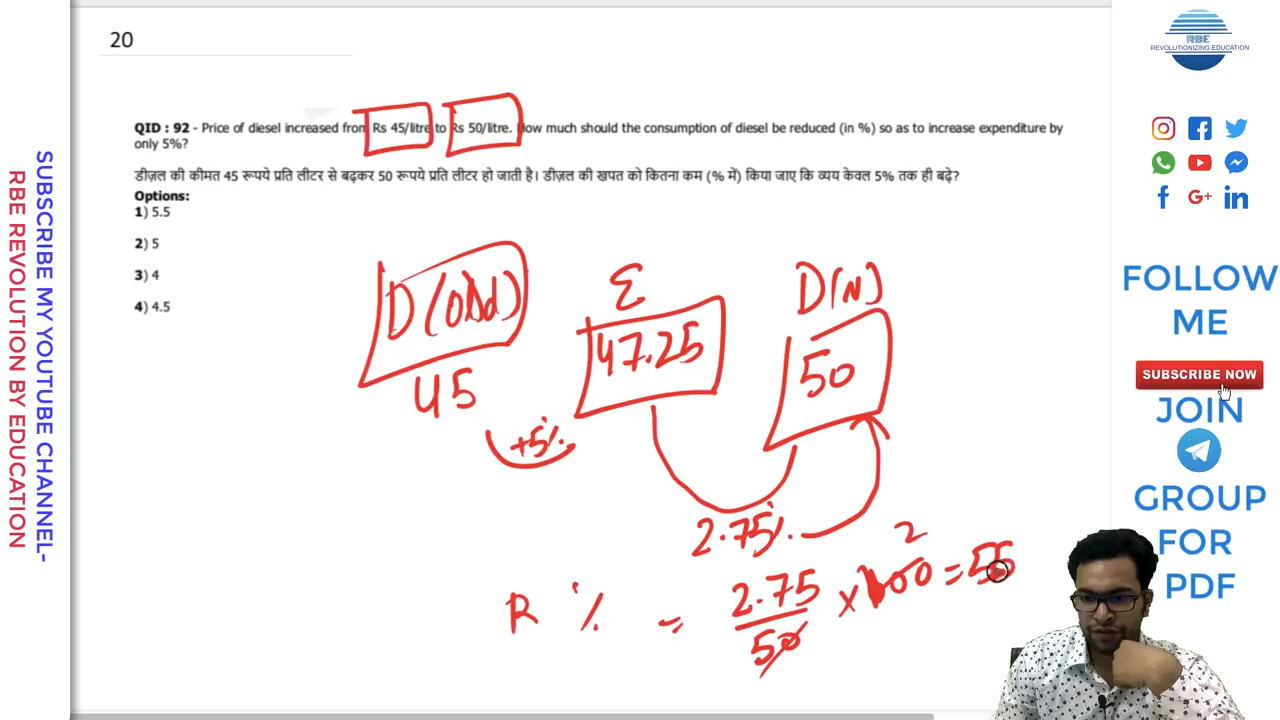 20
QID : 92 - Price of diesel increased from Rs 45/litre to Rs 50/litre. How much should the consumption of diesel be reduced (in %) so as to increase expenditure by
only 5%?
डीज़ल की कीमत 45 रूपये प्रति लीटर से बढ़कर 50 रूपये प्रति लीटर हो जाती है। डीज़ल की खपत को कितना कम (% में) किया जाए कि व्यय केवल 5% तक ही बढ़े?
Options:
1) 5.5
2) 5
3) 4
4) 4.5
D(Old) Σ D(N)
45 47.25 50
+5%
2.75%
R % = 2.75/50 × 100 2 = 55
SUBSCRIBE MY YOUTUBE CHANNEL-
RBE REVOLUTION BY EDUCATION
RBE
REVOLUTIONIZING EDUCATION
FOLLOW
ME
SUBSCRIBE NOW
JOIN
GROUP
FOR
PDF